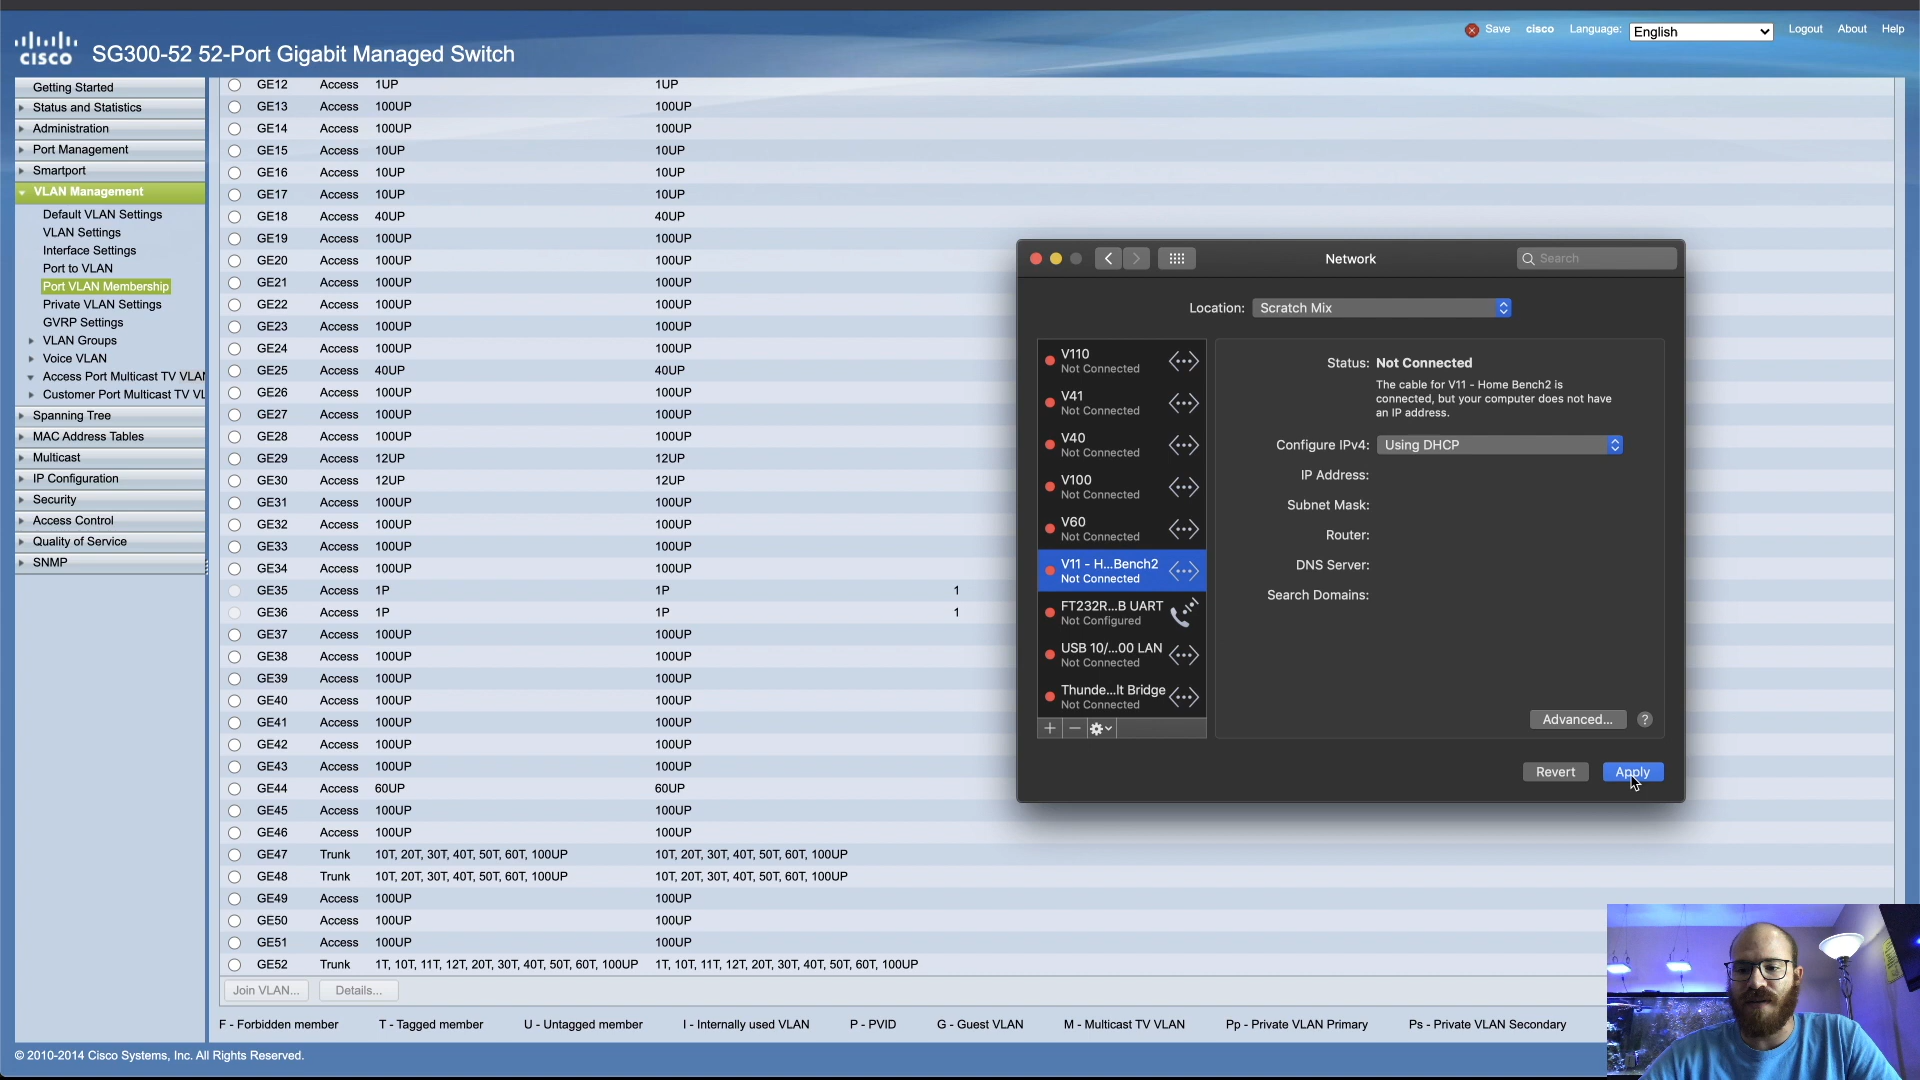 cisco
SG300-52 52-Port Gigabit Managed Switch
Save cisco Language: English Logout About Help
Getting Started
Status and Statistics
Administration
Port Management
Smartport
VLAN Management
Default VLAN Settings
VLAN Settings
Interface Settings
Port to VLAN
Port VLAN Membership
Private VLAN Settings
GVRP Settings
VLAN Groups
Voice VLAN
Access Port Multicast TV VLAN
Customer Port Multicast TV VL
Spanning Tree
MAC Address Tables
Multicast
IP Configuration
Security
Access Control
Quality of Service
SNMP
GE12 Access 1UP 1UP
GE13 Access 100UP 100UP
GE14 Access 100UP 100UP
GE15 Access 10UP 10UP
GE16 Access 10UP 10UP
GE17 Access 10UP 10UP
GE18 Access 40UP 40UP
GE19 Access 100UP 100UP
GE20 Access 100UP 100UP
GE21 Access 100UP 100UP
GE22 Access 100UP 100UP
GE23 Access 100UP 100UP
GE24 Access 100UP 100UP
GE25 Access 40UP 40UP
GE26 Access 100UP 100UP
GE27 Access 100UP 100UP
GE28 Access 100UP 100UP
GE29 Access 12UP 12UP
GE30 Access 12UP 12UP
GE31 Access 100UP 100UP
GE32 Access 100UP 100UP
GE33 Access 100UP 100UP
GE34 Access 100UP 100UP
GE35 Access 1P 1P 1
GE36 Access 1P 1P 1
GE37 Access 100UP 100UP
GE38 Access 100UP 100UP
GE39 Access 100UP 100UP
GE40 Access 100UP 100UP
GE41 Access 100UP 100UP
GE42 Access 100UP 100UP
GE43 Access 100UP 100UP
GE44 Access 60UP 60UP
GE45 Access 100UP 100UP
GE46 Access 100UP 100UP
GE47 Trunk 10T, 20T, 30T, 40T, 50T, 60T, 100UP 10T, 20T, 30T, 40T, 50T, 60T, 100UP
GE48 Trunk 10T, 20T, 30T, 40T, 50T, 60T, 100UP 10T, 20T, 30T, 40T, 50T, 60T, 100UP
GE49 Access 100UP 100UP
GE50 Access 100UP 100UP
GE51 Access 100UP 100UP
GE52 Trunk 1T, 10T, 11T, 12T, 20T, 30T, 40T, 50T, 60T, 100UP 1T, 10T, 11T, 12T, 20T, 30T, 40T, 50T, 60T, 100UP
Join VLAN... Details...
F - Forbidden member T - Tagged member U - Untagged member I - Internally used VLAN P - PVID G - Guest VLAN M - Multicast TV VLAN Pp - Private VLAN Primary Ps - Private VLAN Secondary
© 2010-2014 Cisco Systems, Inc. All Rights Reserved.
Network
Search
Location: Scratch Mix
V110
Not Connected
V41
Not Connected
V40
Not Connected
V100
Not Connected
V60
Not Connected
V11 - H...Bench2
Not Connected
FT232R...B UART
Not Configured
USB 10/...00 LAN
Not Connected
Thunde...lt Bridge
Not Connected
Status: Not Connected
The cable for V11 - Home Bench2 is
connected, but your computer does not have
an IP address.
Configure IPv4: Using DHCP
IP Address:
Subnet Mask:
Router:
DNS Server:
Search Domains:
Advanced... ?
Revert Apply